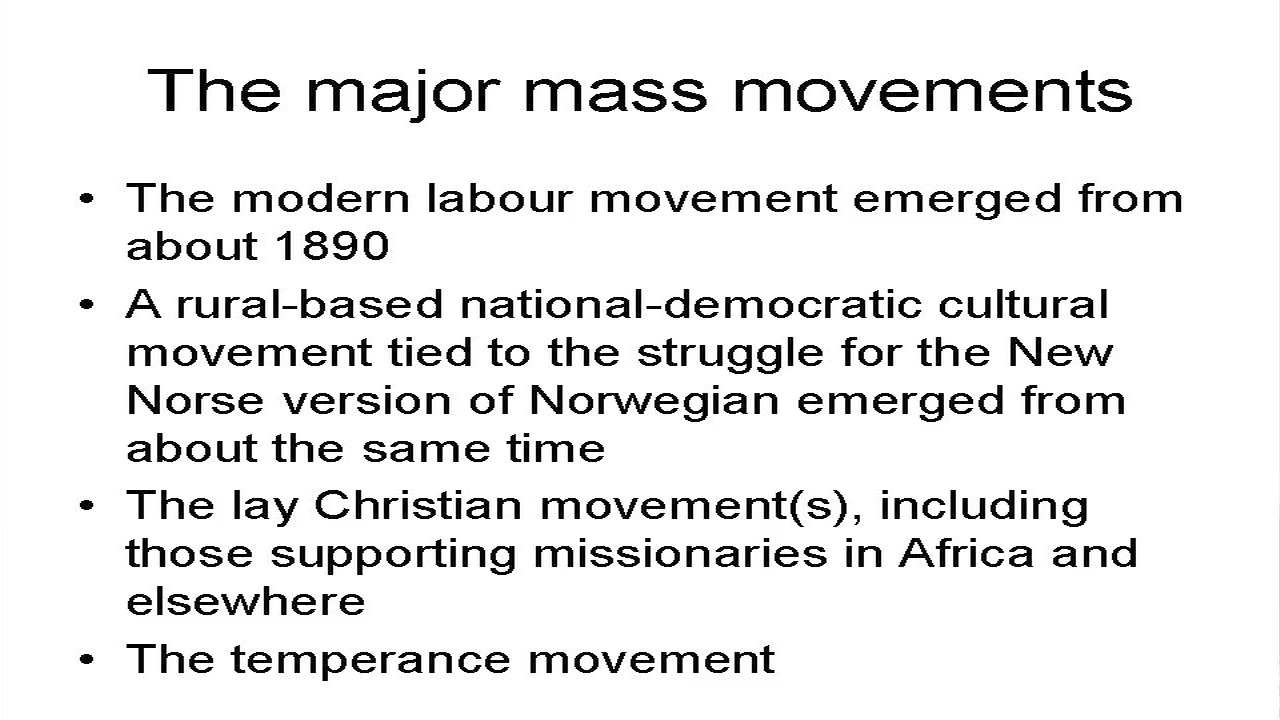 The major mass movements
• The modern labour movement emerged from
about 1890
• A rural-based national-democratic cultural
movement tied to the struggle for the New
Norse version of Norwegian emerged from
about the same time
• The lay Christian movement(s), including
those supporting missionaries in Africa and
elsewhere
• The temperance movement